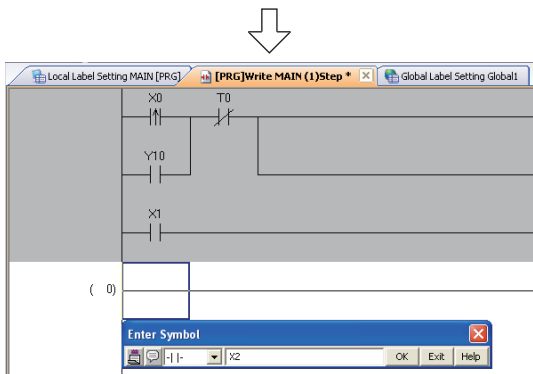 Local Label Setting MAIN [PRG] [PRG]Write MAIN (1)Step * Global Label Setting Global1
X0 T0
Y10
X1
( 0)
Enter Symbol
-| |- X2 OK Exit Help